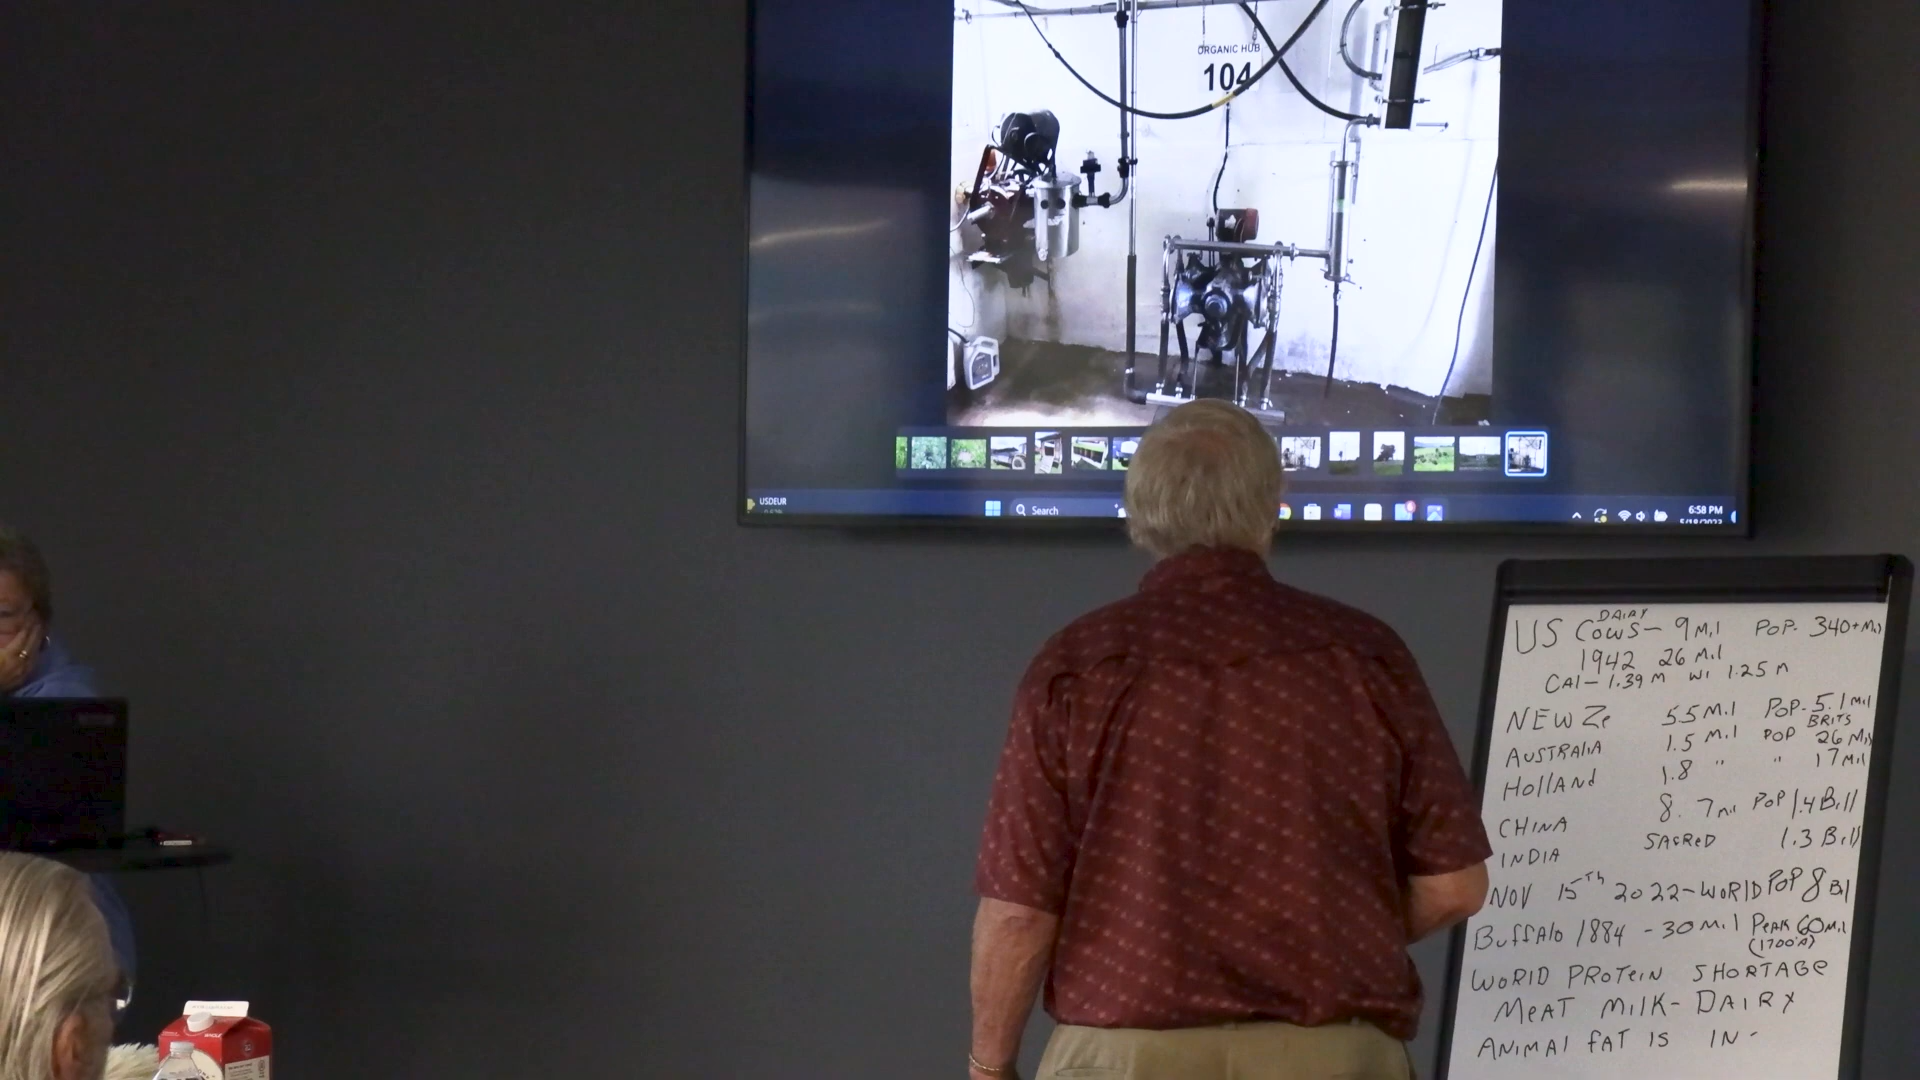 ORGANIC HUB
104
USDEUR
Search
6:58 PM
5/18/2023
DAIRY
US COWS - 9 Mil POP. 340+Mil
1942 26 Mil
CAl - 1.39 M WI 1.25 M
NEW Ze 5.5 Mil POP - 5.1 Mil
BRITS
AUSTRAliA 1.5 Mil POP 26 Mil
HOllANd 1.8 " " 17 Mil
CHINA 8.7 mil POP 1.4 Bill
INDIA SACReD 1.3 Bill
NOV 15Th 2022 - WORlD POP 8 Bil
Buffalo 1884 - 30 Mil PeAK 60 Mil
(1700's)
WORlD PROTeiN SHORTAGe
MeAT MilK - DAIRY
ANIMAl fAT IS IN -